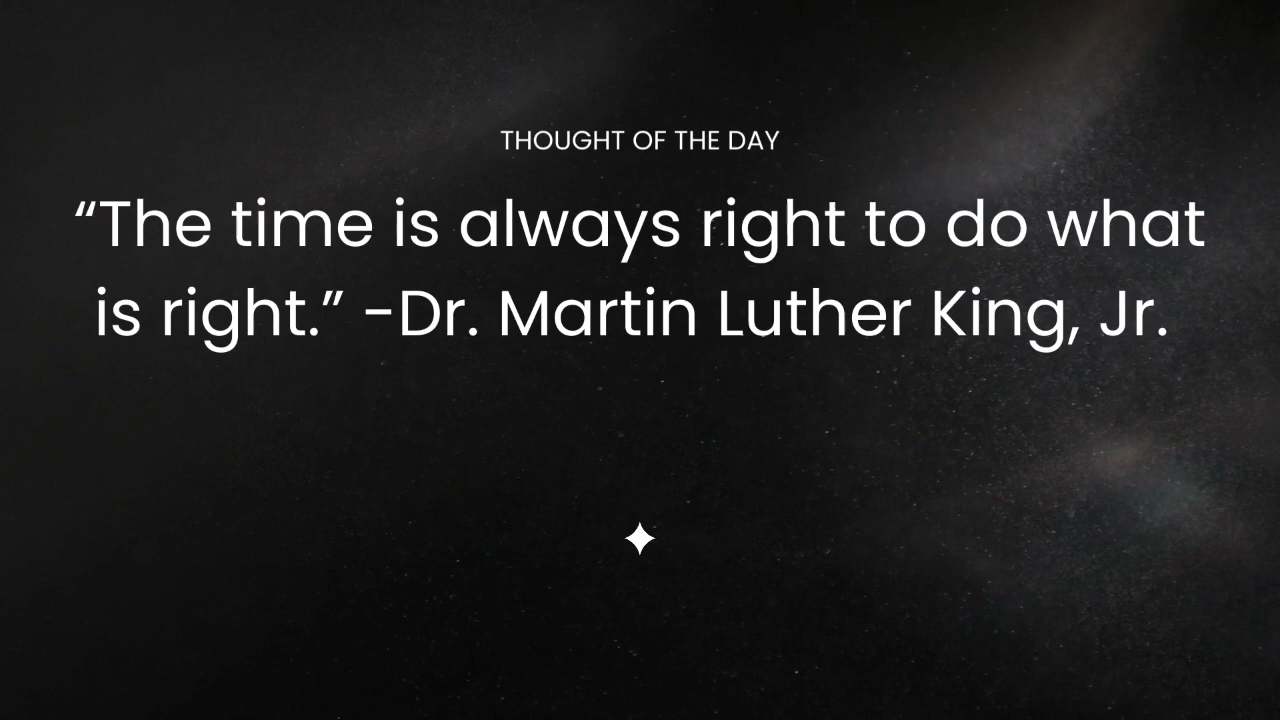 THOUGHT OF THE DAY
“The time is always right to do what
is right.” -Dr. Martin Luther King, Jr.